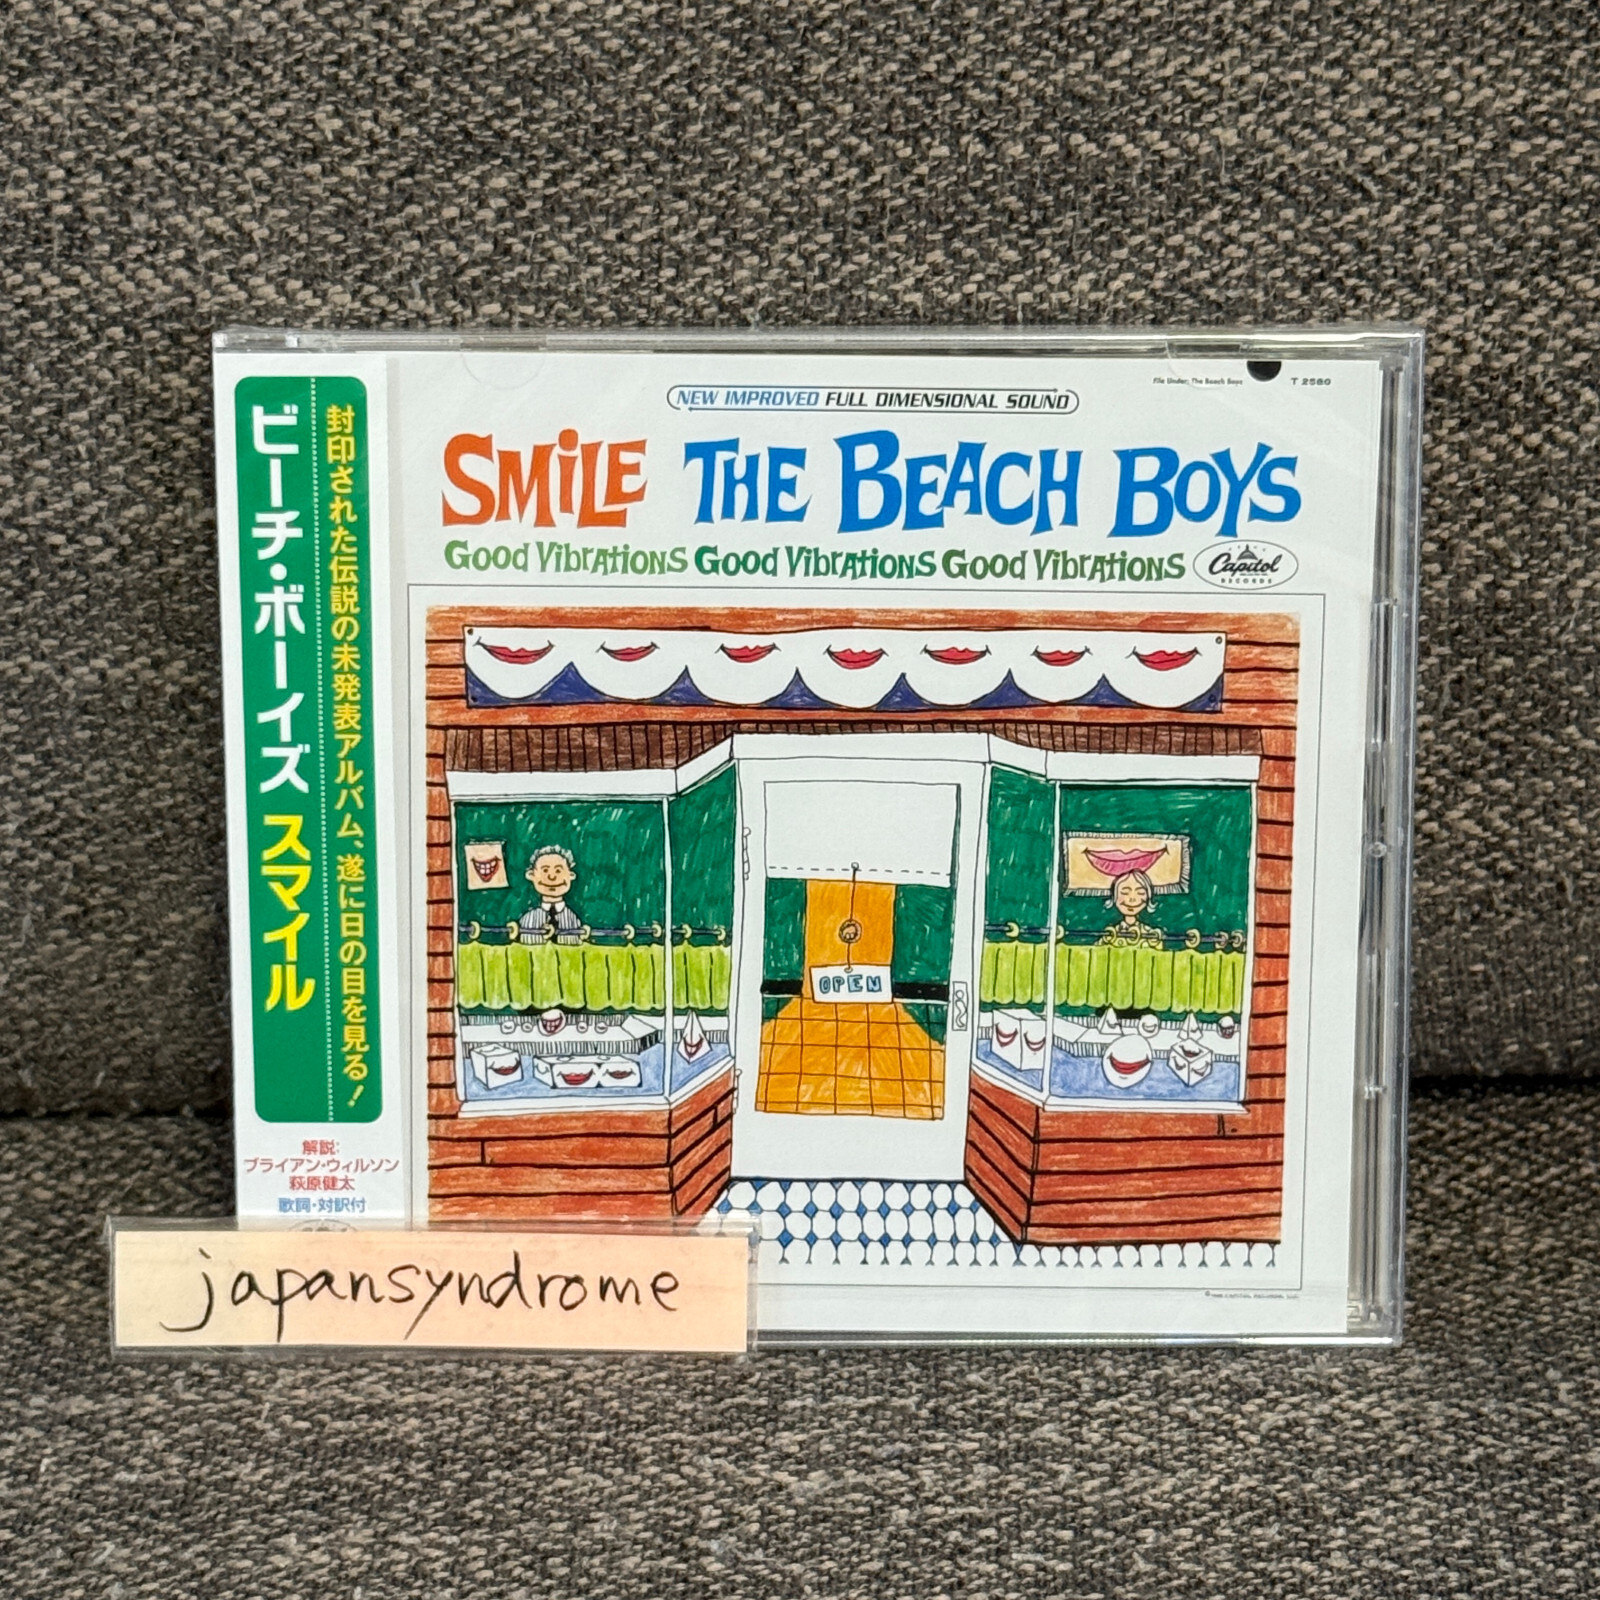 封印された伝説の未発表アルバム、遂に日の目を見る!
ビーチ・ボーイズ スマイル
解説:
ブライアン・ウィルソン
萩原健太
歌詞・対訳付
File Under: The Beach Boys T 2580
NEW IMPROVED FULL DIMENSIONAL SOUND
SMiLE THE BEACH BOYS
Good Vibrations Good Vibrations Good Vibrations
Capitol
RECORDS
OPEN
japansyndrome